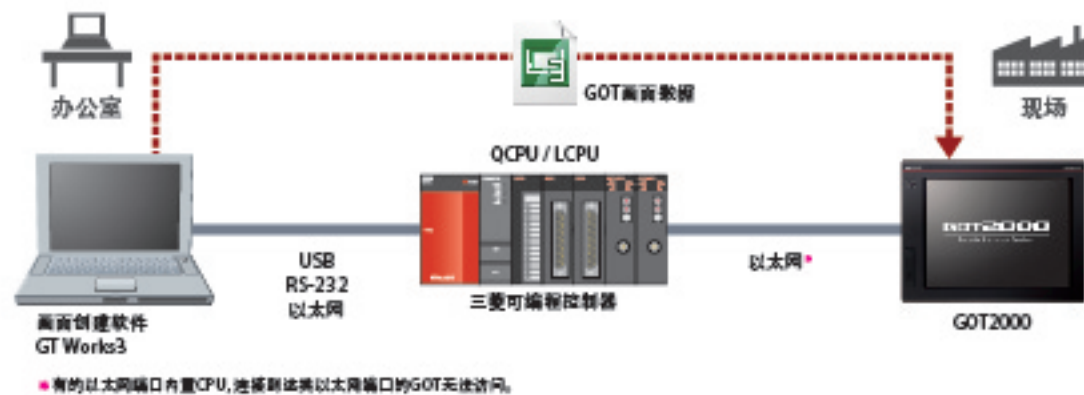 办公室
GOT画面数据
现场
QCPU / LCPU
GOT2000
USB
RS-232
以太网
以太网*
三菱可编程控制器
GOT2000
画面创建软件
GT Works3
*有的以太网端口内置CPU,连接到这类以太网端口的GOT无法访问。